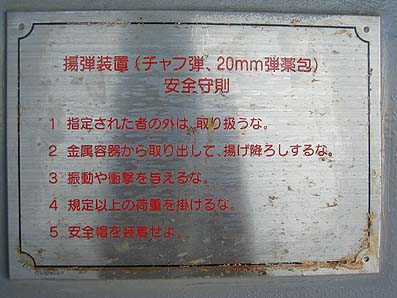 揚弾装置(チャフ弾、20mm弾薬包)
安全守則
1 指定された者の外は、取り扱うな。
2 金属容器から取り出して、揚げ降ろしするな。
3 振動や衝撃を与えるな。
4 規定以上の荷重を掛けるな。
5 安全帽を装着せよ。